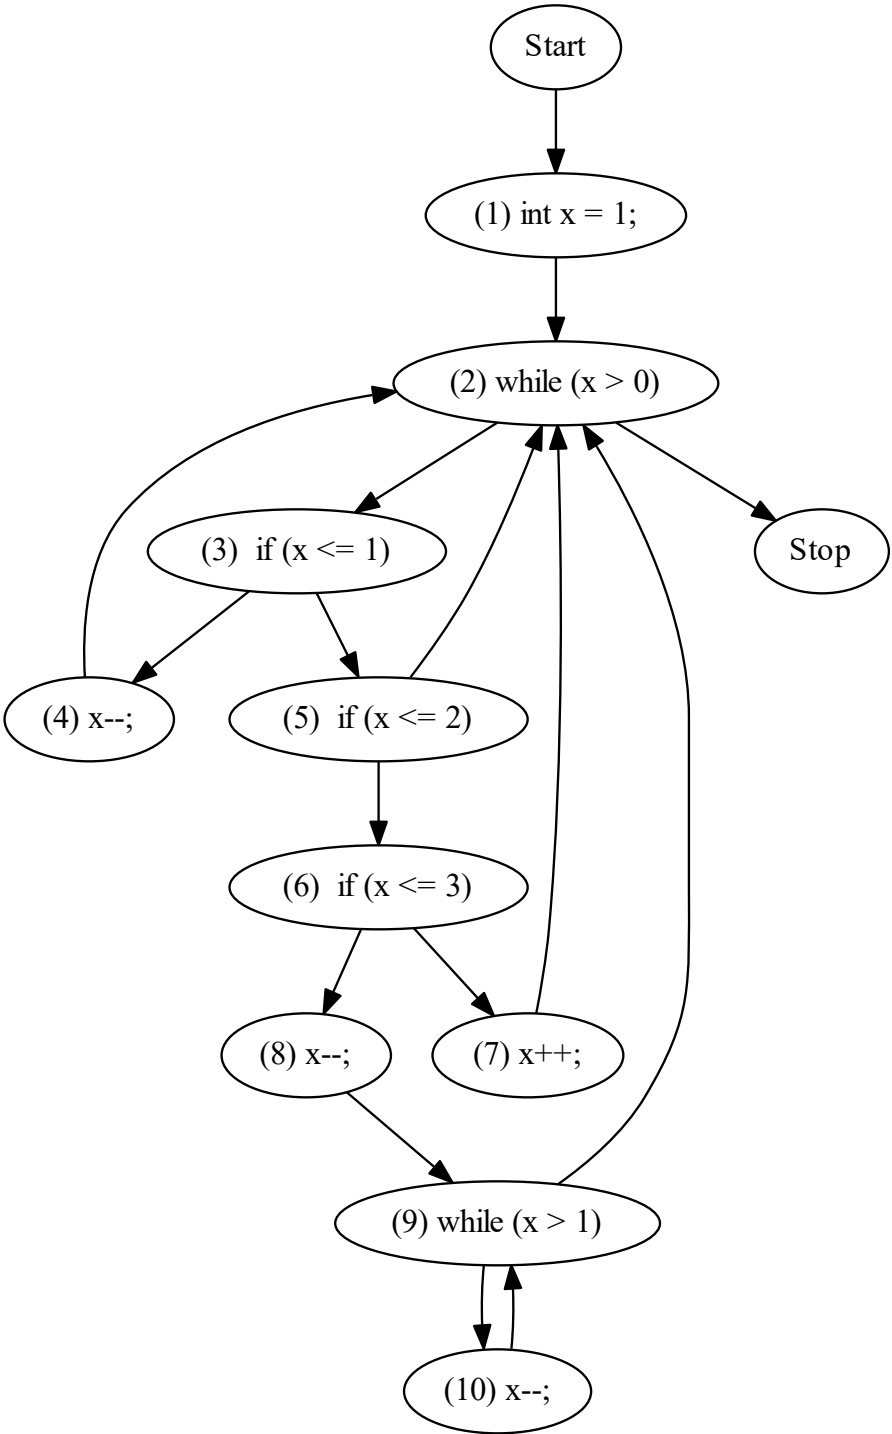 Start
(1) int x = 1;
(2) while (x > 0)
(3)  if (x <= 1)
Stop
(4) x--;
(5)  if (x <= 2)
(6)  if (x <= 3)
(8) x--;
(7) x++;
(9) while (x > 1)
(10) x--;